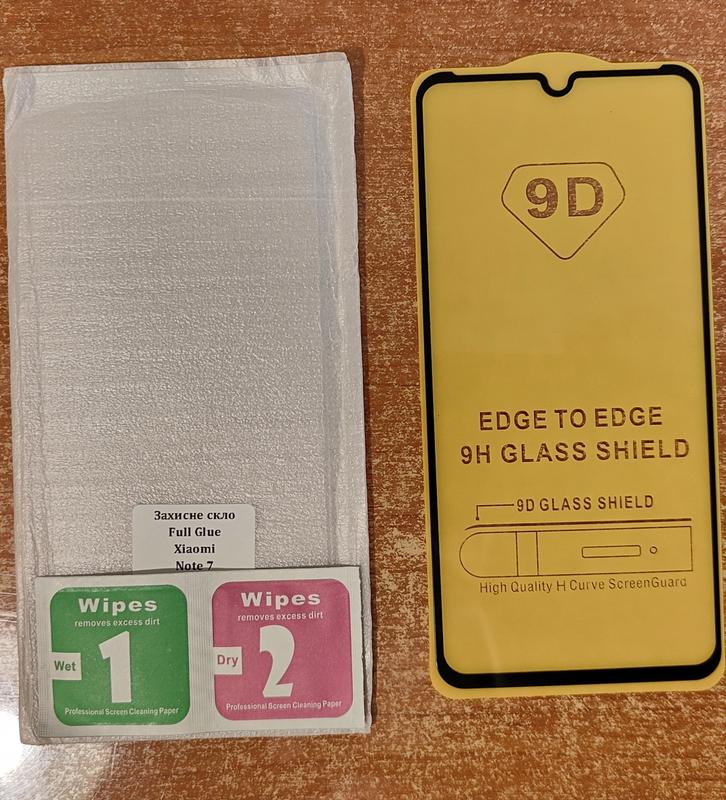 Захисне скло
Full Glue
Xiaomi
Note 7
Wipes
removes excess dirt
Wet
1
Professional Screen Cleaning Paper
Wipes
removes excess dirt
Dry
2
Professional Screen Cleaning Paper
9D
EDGE TO EDGE
9H GLASS SHIELD
9D GLASS SHIELD
High Quality H Curve ScreenGuard